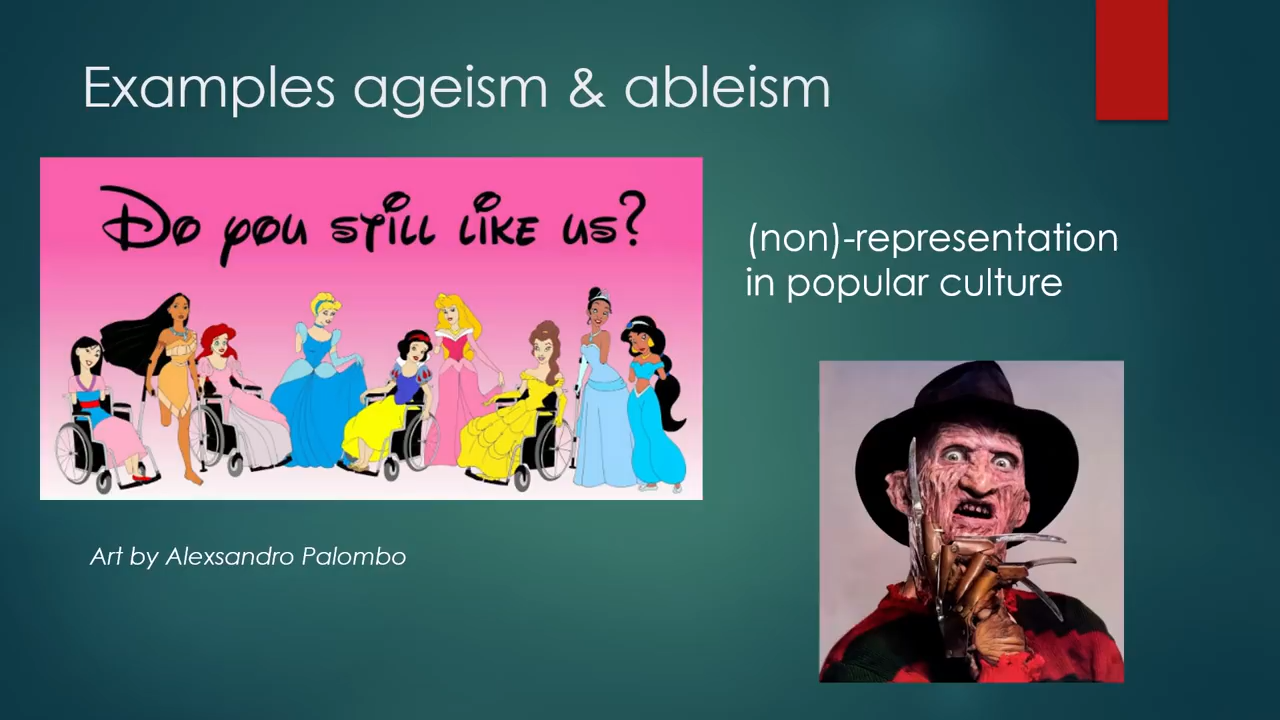 Examples ageism & ableism
Do you still like us?
(non)-representation
in popular culture
Art by Alexsandro Palombo